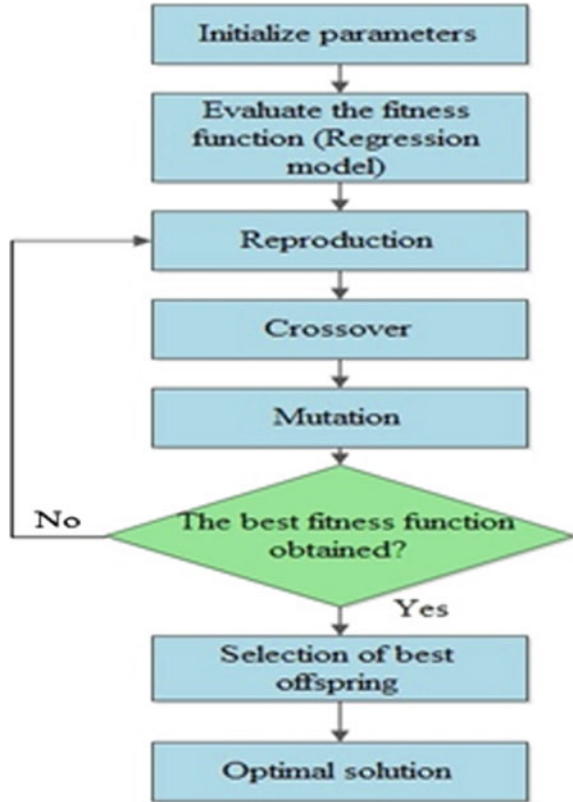 Initialize parameters
Evaluate the fitness
function (Regression
model)
Reproduction
Crossover
Mutation
No
The best fitness function
obtained?
Yes
Selection of best
offspring
Optimal solution